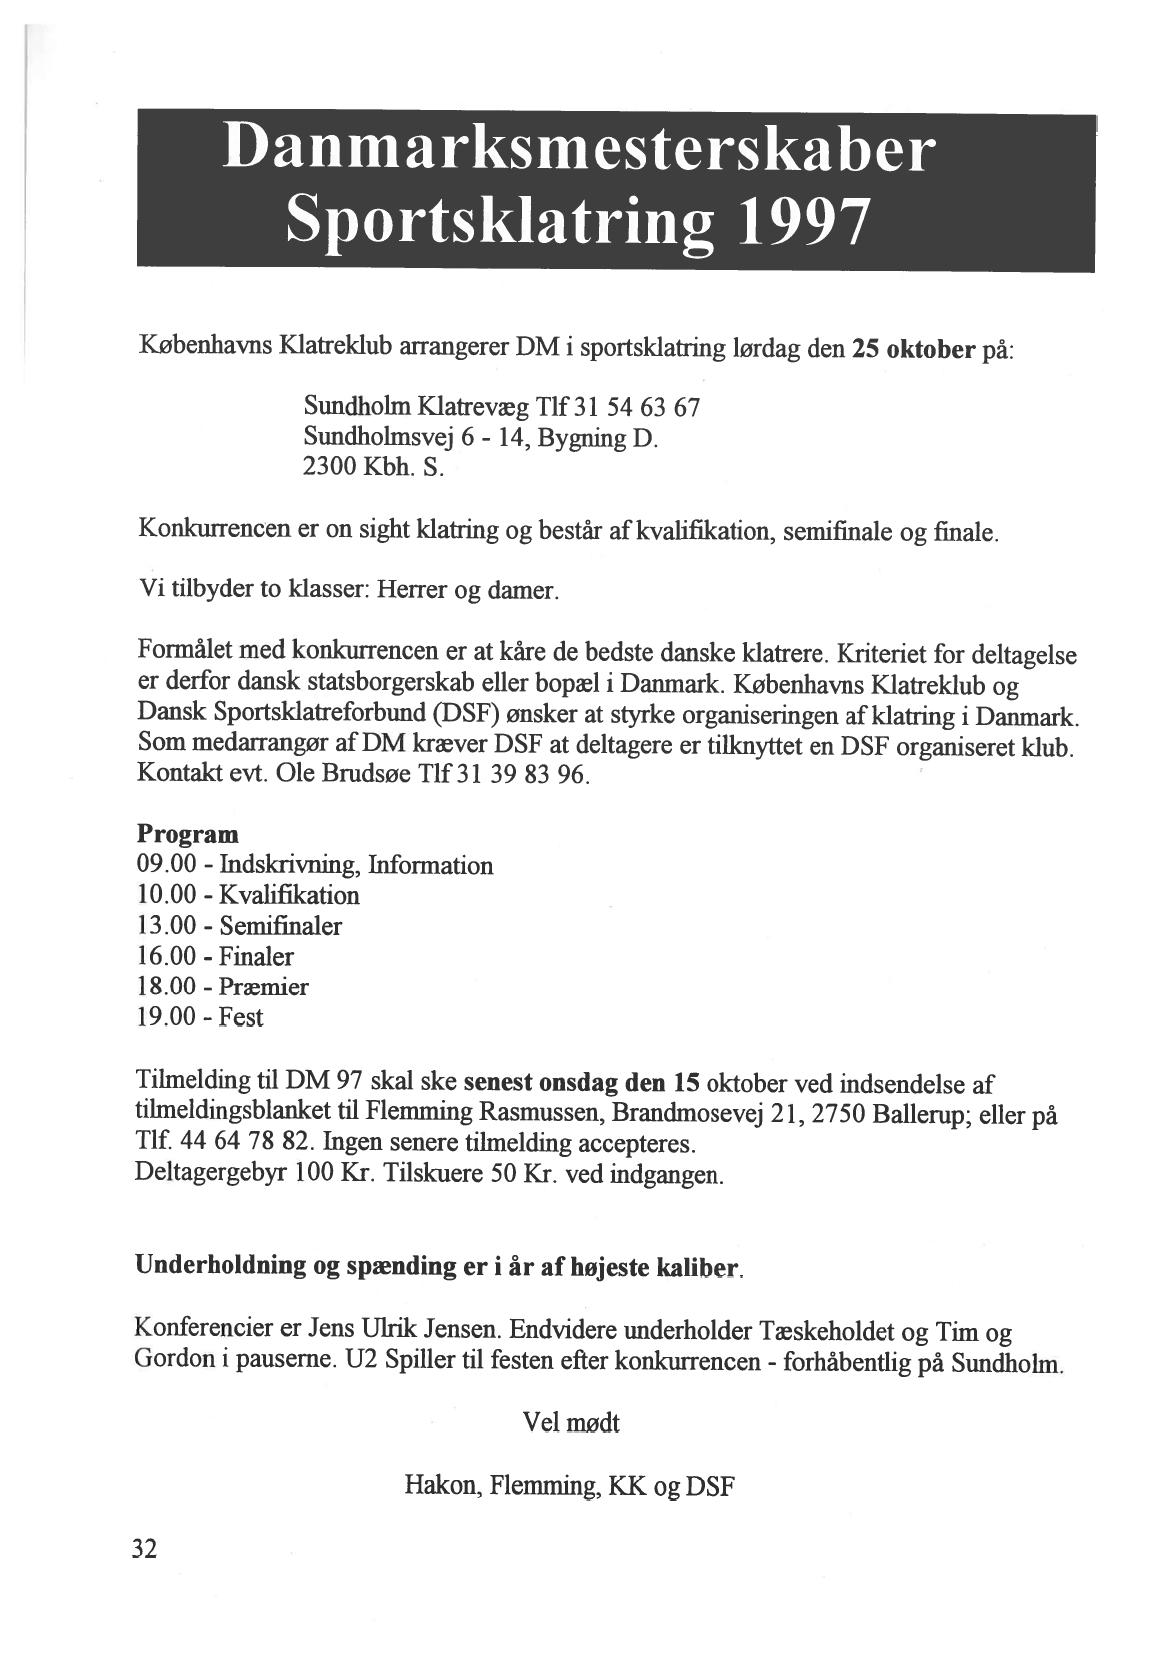 Danmarksmesterskaber
Sportsklatring 1997
Københavns Klatreklub arrangerer DM i sportsklatring lørdag den 25 oktober på:
Sundholm Klatrevæg Tlf 31 54 63 67
Sundholmsvej 6 - 14, Bygning D.
2300 Kbh. S.
Konkurrencen er on sight klatring og består af kvalifikation, semifinale og finale.
Vi tilbyder to klasser: Herrer og damer.
Formålet med konkurrencen er at kåre de bedste danske klatrere. Kriteriet for deltagelse
er derfor dansk statsborgerskab eller bopæl i Danmark. Københavns Klatreklub og
Dansk Sportsklatreforbund (DSF) ønsker at styrke organiseringen af klatring i Danmark.
Som medarrangør af DM kræver DSF at deltagere er tilknyttet en DSF organiseret klub.
Kontakt evt. Ole Brudsøe Tlf 31 39 83 96.
Program
09.00 - Indskrivning, Information
10.00 - Kvalifikation
13.00 - Semifinaler
16.00 - Finaler
18.00 - Præmier
19.00 - Fest
Tilmelding til DM 97 skal ske senest onsdag den 15 oktober ved indsendelse af
tilmeldingsblanket til Flemming Rasmussen, Brandmosevej 21, 2750 Ballerup; eller på
Tlf. 44 64 78 82. Ingen senere tilmelding accepteres.
Deltagergebyr 100 Kr. Tilskuere 50 Kr. ved indgangen.
Underholdning og spænding er i år af højeste kaliber.
Konferencier er Jens Ulrik Jensen. Endvidere underholder Tæskeholdet og Tim og
Gordon i pauserne. U2 Spiller til festen efter konkurrencen - forhåbentlig på Sundholm.
Vel mødt
Hakon, Flemming, KK og DSF
32